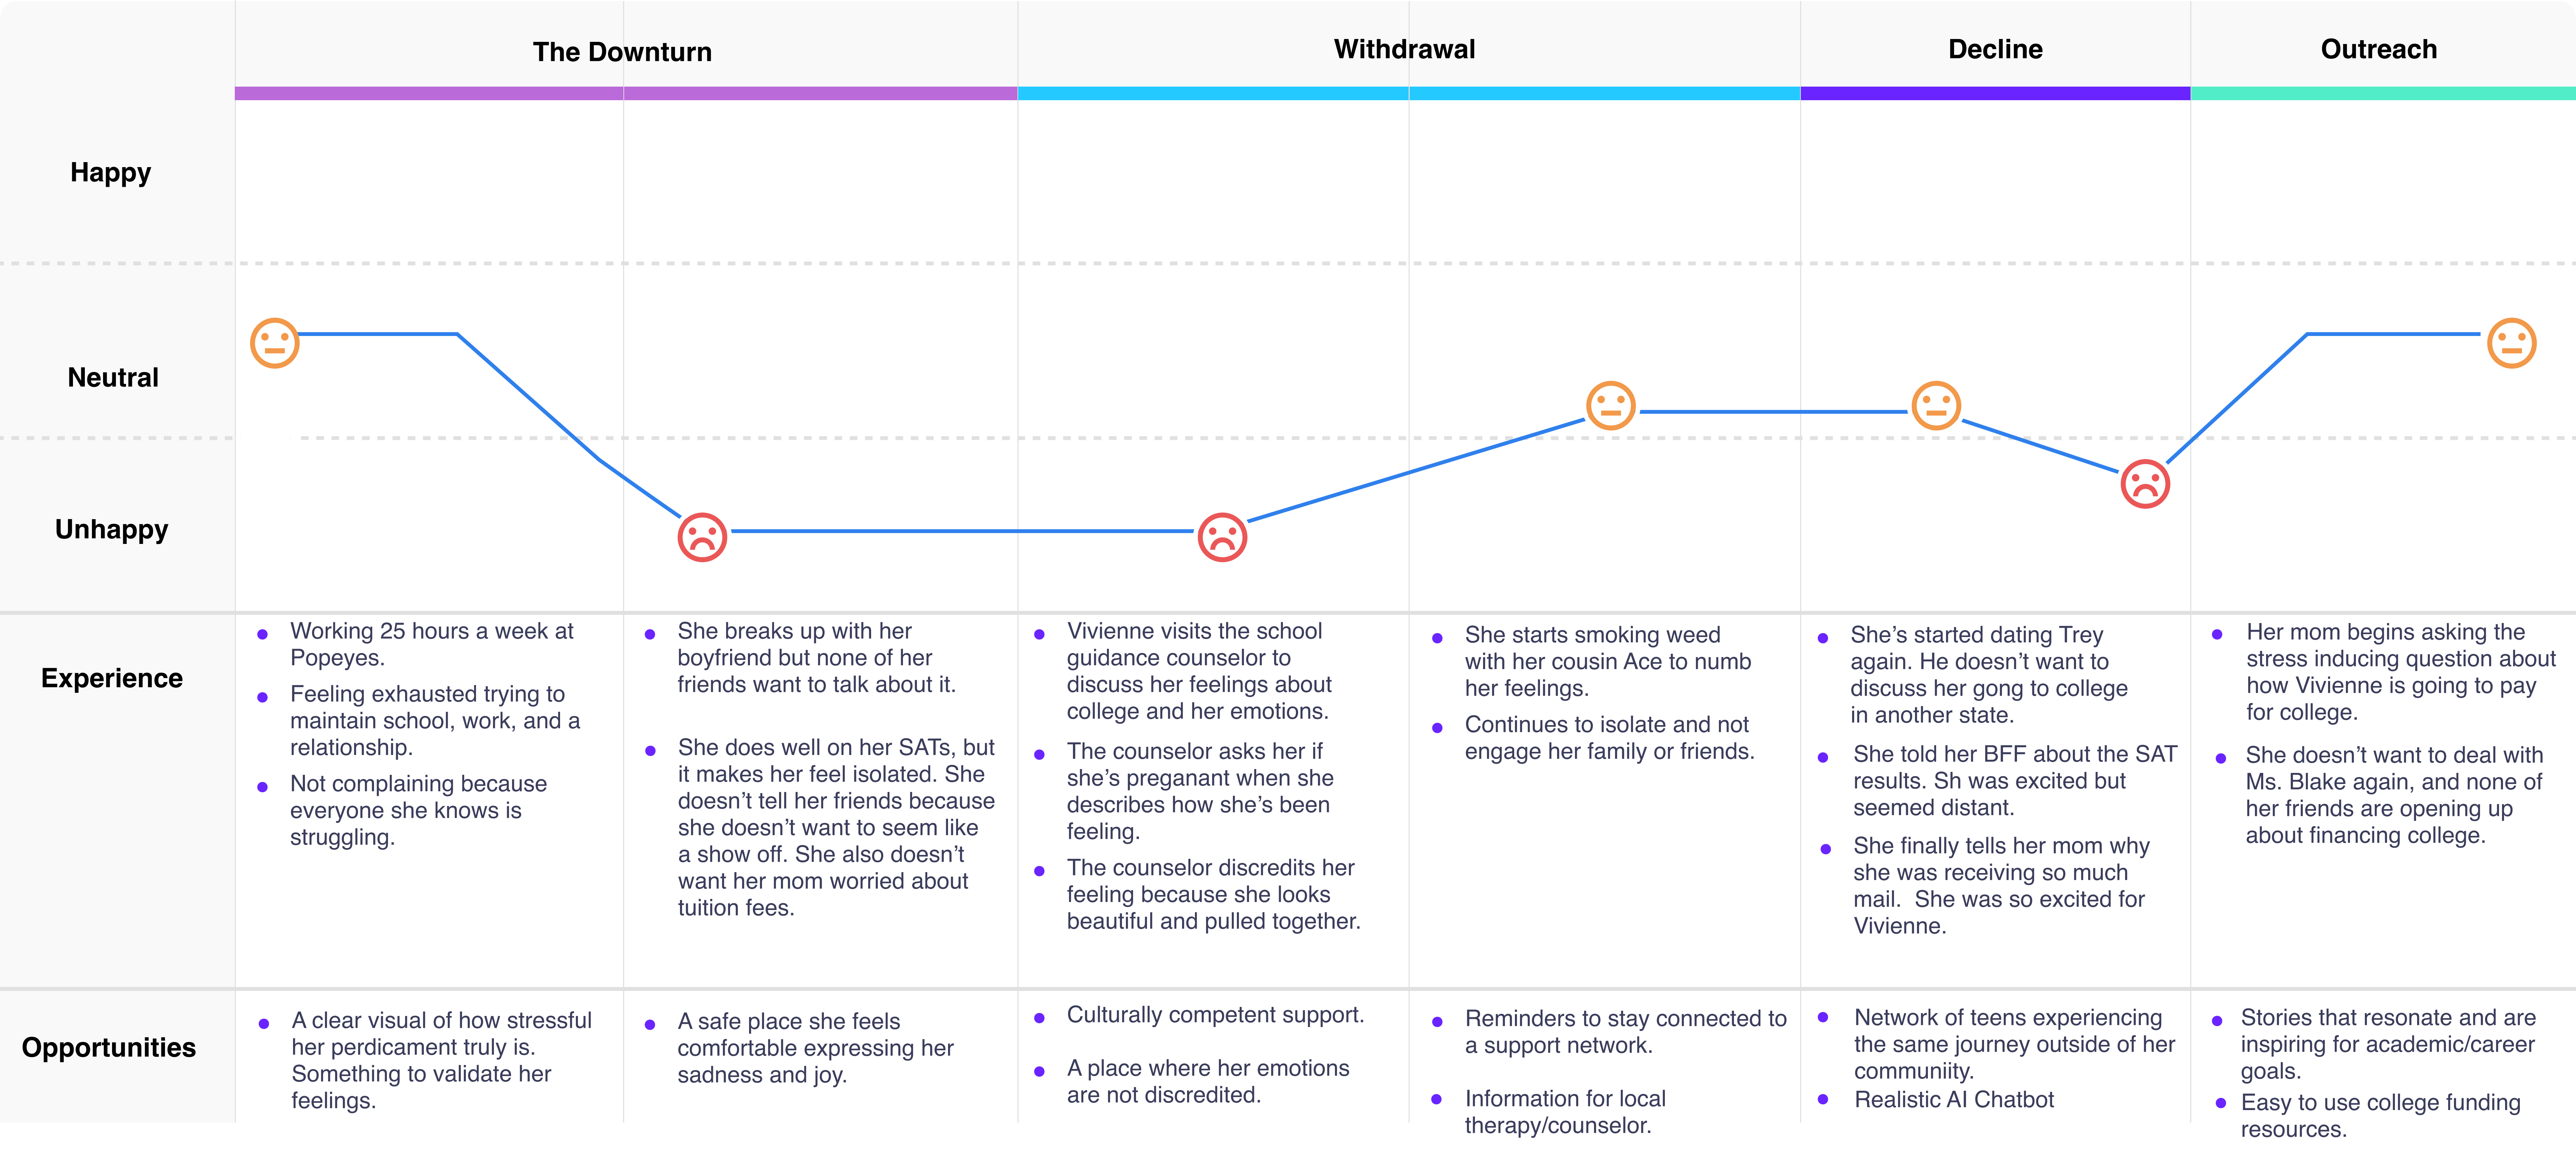 The Downturn
Withdrawal
Decline
Outreach
Happy
Neutral
Unhappy
Experience
Working 25 hours a week at
Popeyes.
Feeling exhausted trying to
maintain school, work, and a
relationship.
Not complaining because
everyone she knows is
struggling.
She breaks up with her
boyfriend but none of her
friends want to talk about it.
She does well on her SATs, but
it makes her feel isolated. She
doesn’t tell her friends because
she doesn’t want to seem like
a show off. She also doesn’t
want her mom worried about
tuition fees.
Vivienne visits the school
guidance counselor to
discuss her feelings about
college and her emotions.
The counselor asks her if
she’s preganant when she
describes how she’s been
feeling.
The counselor discredits her
feeling because she looks
beautiful and pulled together.
She starts smoking weed
with her cousin Ace to numb
her feelings.
Continues to isolate and not
engage her family or friends.
She’s started dating Trey
again. He doesn’t want to
discuss her gong to college
in another state.
She told her BFF about the SAT
results. Sh was excited but
seemed distant.
She finally tells her mom why
she was receiving so much
mail.  She was so excited for
Vivienne.
Her mom begins asking the
stress inducing question about
how Vivienne is going to pay
for college.
She doesn’t want to deal with
Ms. Blake again, and none of
her friends are opening up
about financing college.
Opportunities
A clear visual of how stressful
her perdicament truly is.
Something to validate her
feelings.
A safe place she feels
comfortable expressing her
sadness and joy.
Culturally competent support.
A place where her emotions
are not discredited.
Reminders to stay connected to
a support network.
Information for local
therapy/counselor.
Network of teens experiencing
the same journey outside of her
communiity.
Realistic AI Chatbot
Stories that resonate and are
inspiring for academic/career
goals.
Easy to use college funding
resources.